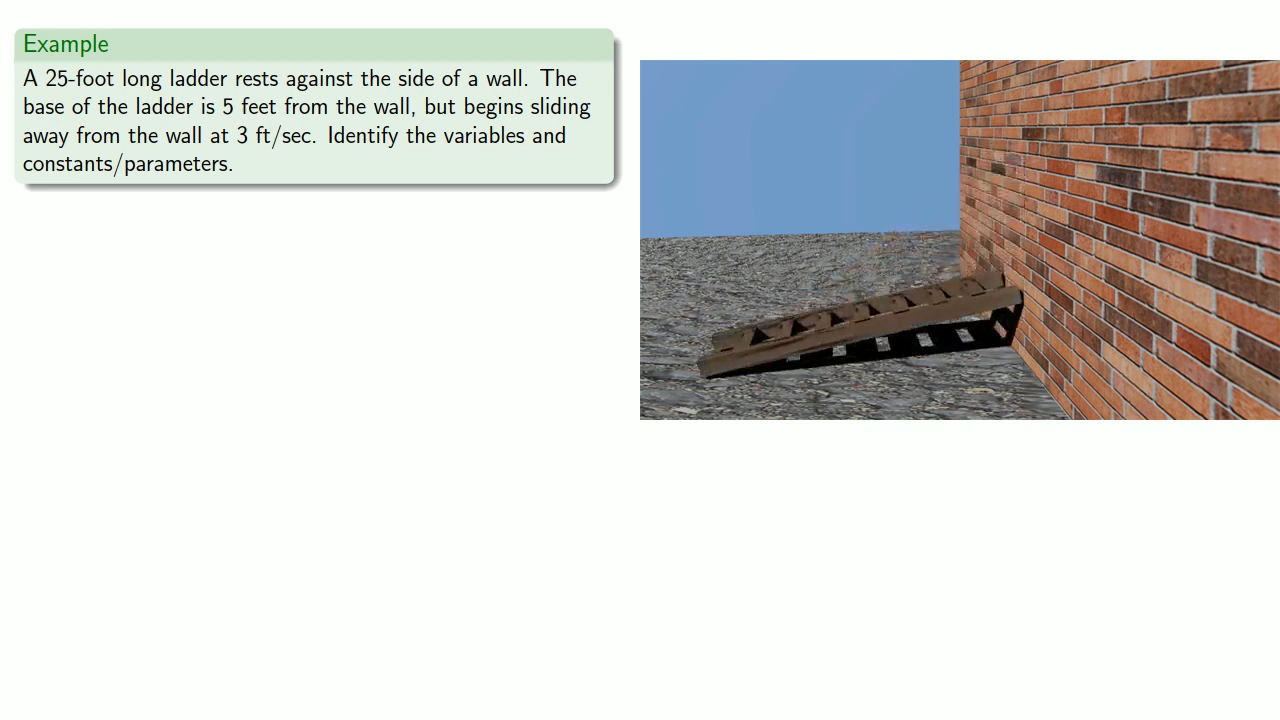 Example
A 25-foot long ladder rests against the side of a wall. The
base of the ladder is 5 feet from the wall, but begins sliding
away from the wall at 3 ft/sec. Identify the variables and
constants/parameters.